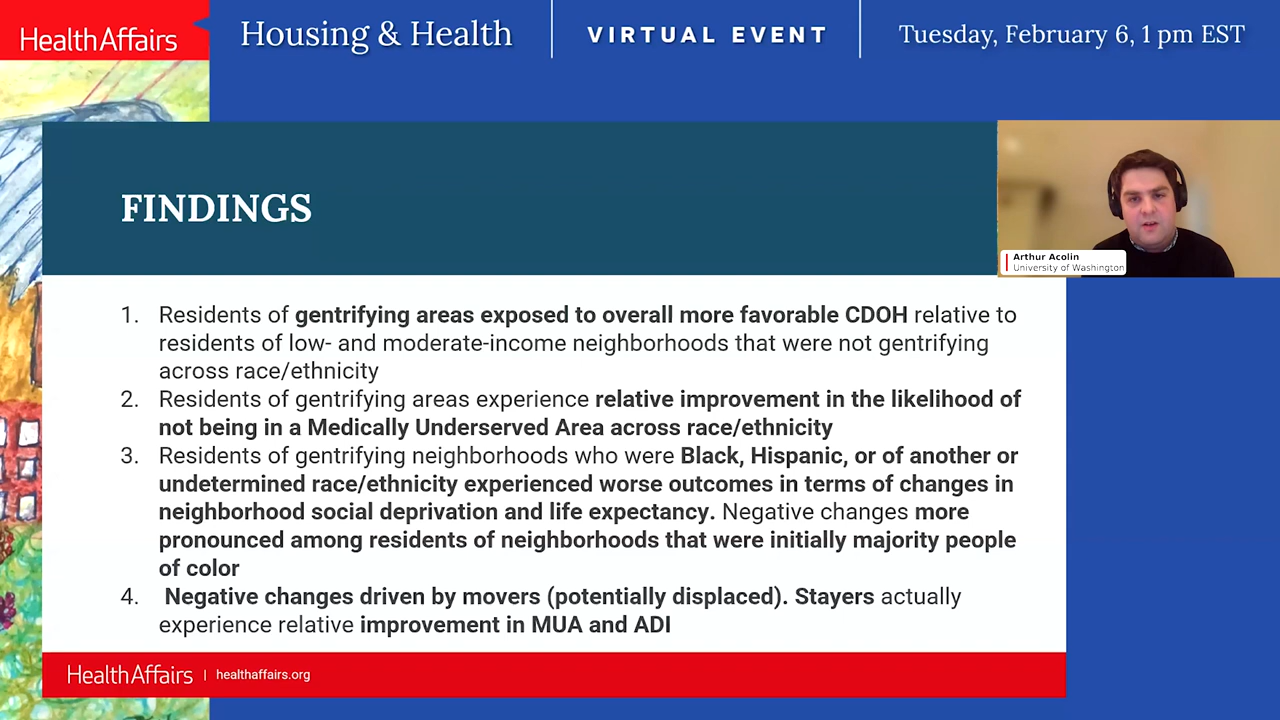 HealthAffairs
Housing & Health
VIRTUAL EVENT
Tuesday, February 6, 1 pm EST
FINDINGS
Arthur Acolin
University of Washington
1. Residents of gentrifying areas exposed to overall more favorable CDOH relative to
residents of low- and moderate-income neighborhoods that were not gentrifying
across race/ethnicity
2. Residents of gentrifying areas experience relative improvement in the likelihood of
not being in a Medically Underserved Area across race/ethnicity
3. Residents of gentrifying neighborhoods who were Black, Hispanic, or of another or
undetermined race/ethnicity experienced worse outcomes in terms of changes in
neighborhood social deprivation and life expectancy. Negative changes more
pronounced among residents of neighborhoods that were initially majority people
of color
4. Negative changes driven by movers (potentially displaced). Stayers actually
experience relative improvement in MUA and ADI
HealthAffairs | healthaffairs.org